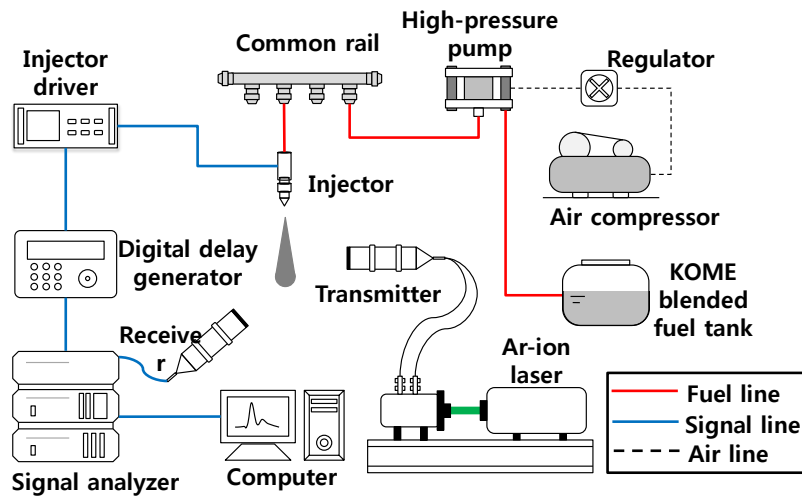 Injector
driver
Common rail
High-pressure
pump
Regulator
Injector
Air compressor
Digital delay
generator
Transmitter
KOME
blended
fuel tank
Receive
r
Ar-ion
laser
Signal analyzer
Computer
Fuel line
Signal line
Air line